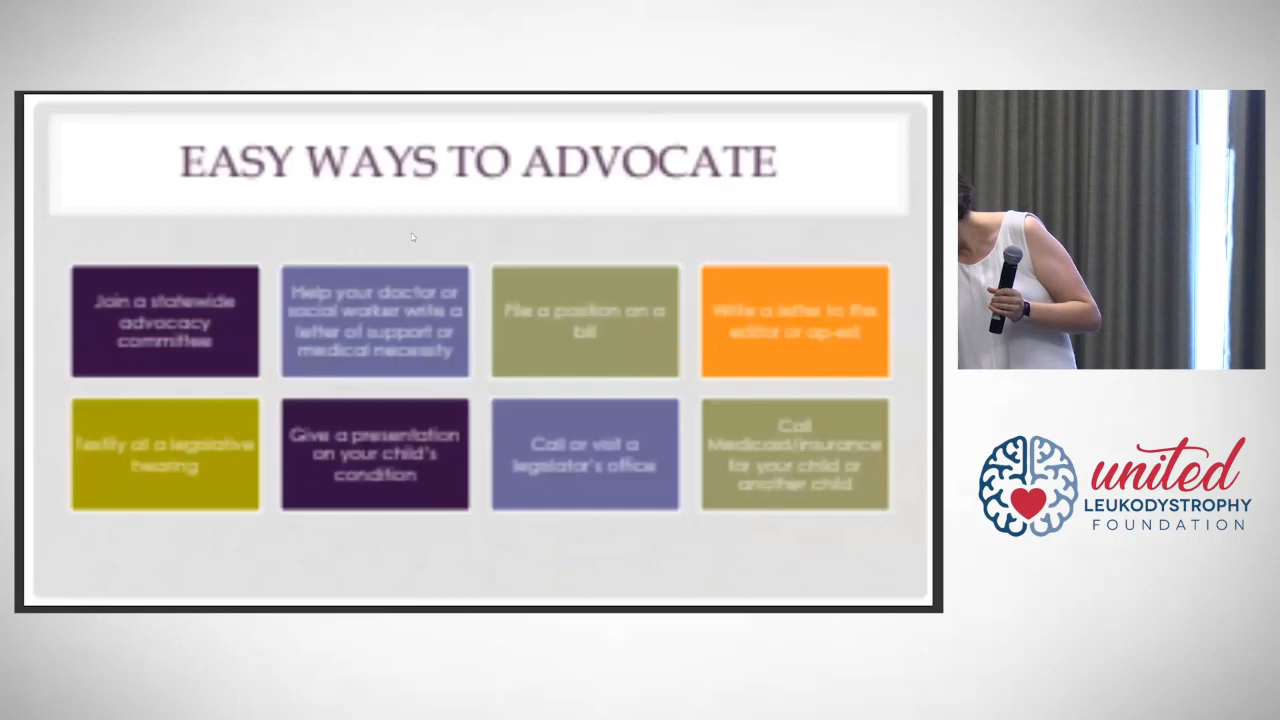 EASY WAYS TO ADVOCATE
Join a statewide
advocacy
committee
Help your doctor or
social worker write a
letter of support or
medical necessity
File a position on a
bill
Write a letter to the
editor or op-ed
Testify at a legislative
hearing
Give a presentation
on your child's
condition
Call or visit a
legislator's office
Call
Medicaid/insurance
for your child or
another child
united
LEUKODYSTROPHY
FOUNDATION